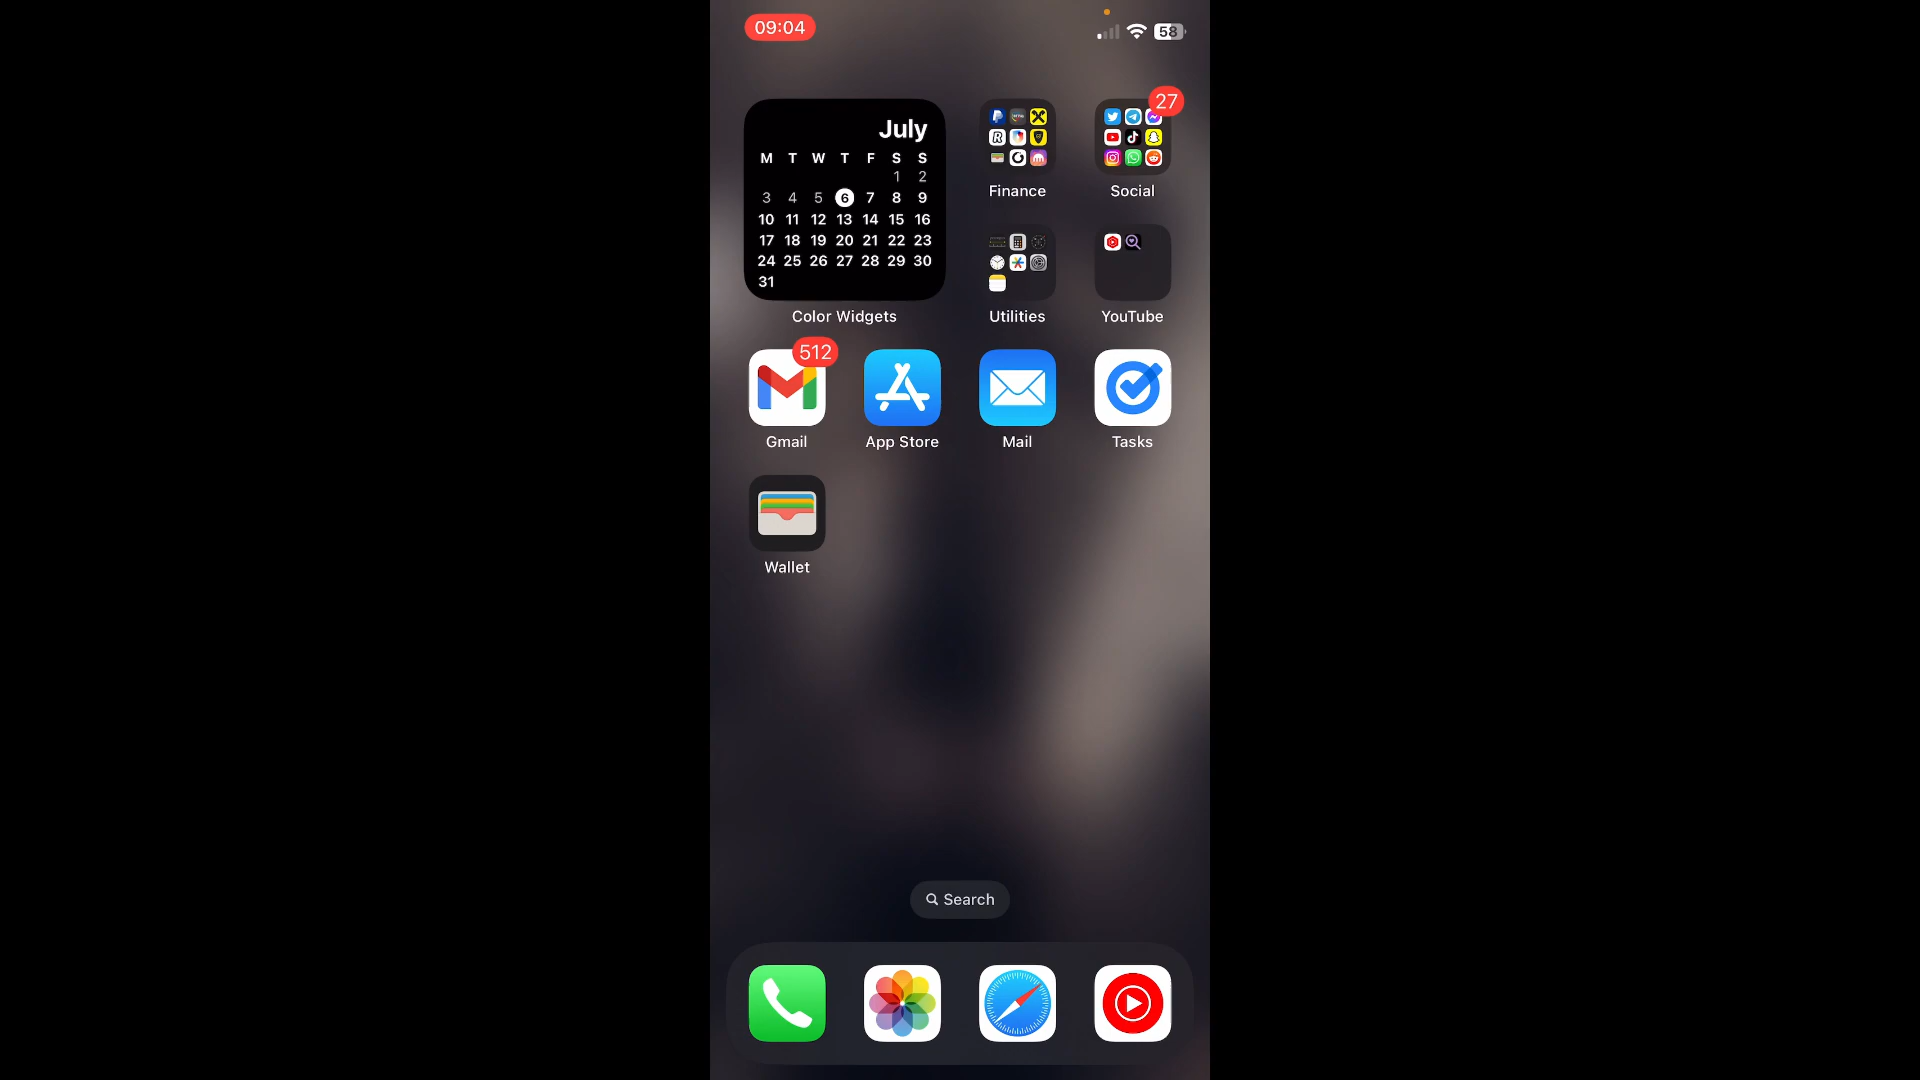 09:04
58
27
July
M T W T F S S
1 2
3 4 5 6 7 8 9
10 11 12 13 14 15 16
17 18 19 20 21 22 23
24 25 26 27 28 29 30
31
Finance
Social
Color Widgets
Utilities
YouTube
512
Gmail
App Store
Mail
Tasks
Wallet
Search